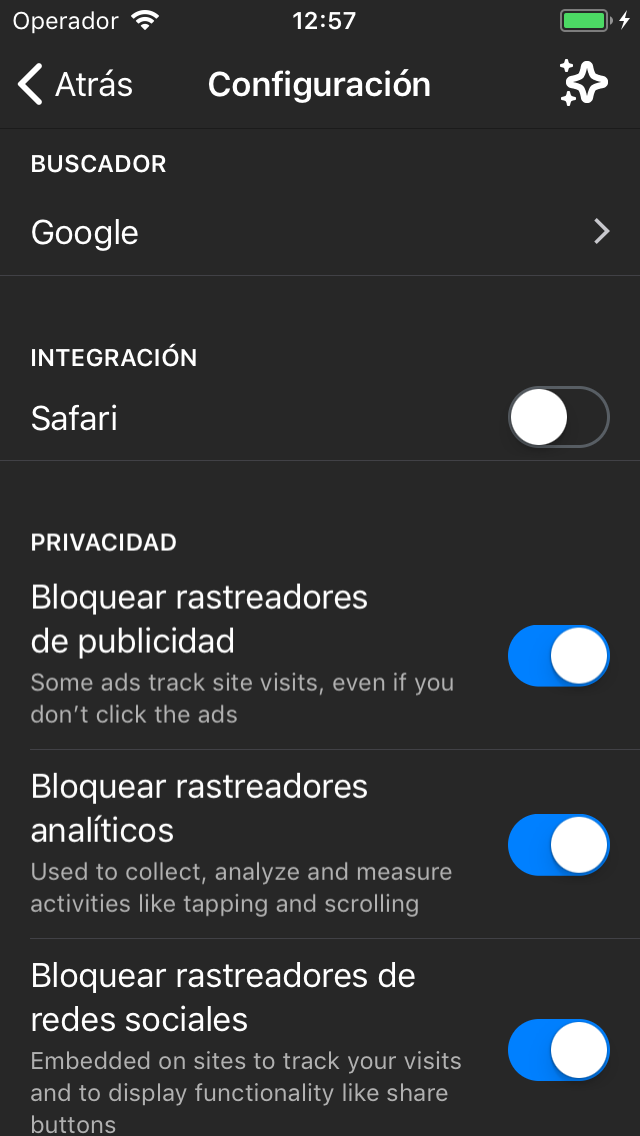 Operador 12:57
Atrás Configuración
BUSCADOR
Google
INTEGRACIÓN
Safari
PRIVACIDAD
Bloquear rastreadores
de publicidad
Some ads track site visits, even if you
don’t click the ads
Bloquear rastreadores
analíticos
Used to collect, analyze and measure
activities like tapping and scrolling
Bloquear rastreadores de
redes sociales
Embedded on sites to track your visits
and to display functionality like share
buttons